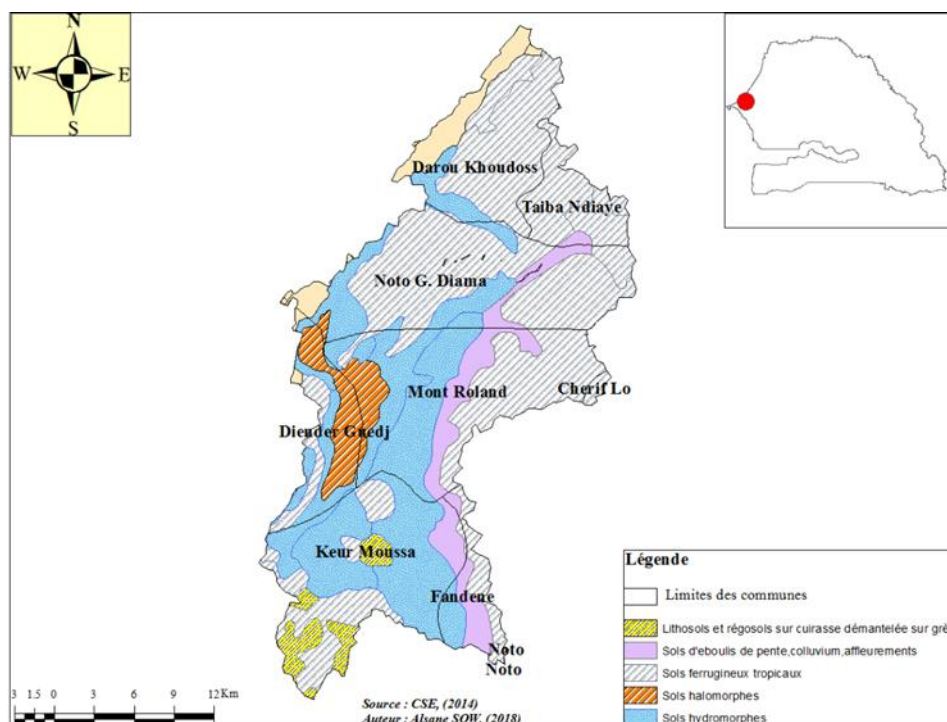 N
W E
S
Darou Khoudoss
Taiba Ndiaye
Noto G. Diama
Mont Roland
Cherif Lo
Diender Guedj
Keur Moussa
Fandene
Noto
Noto
Légende
Limites des communes
Lithosols et régosols sur cuirasse démantelée sur grè
Sols d'eboulis de pente,colluvium,affleurements
Sols ferrugineux tropicaux
Sols halomorphes
Sols hydromorphes
3 1.5 0 3 6 9 12 Km
Source : CSE, (2014)
Auteur : Alsane SOW, (2018)